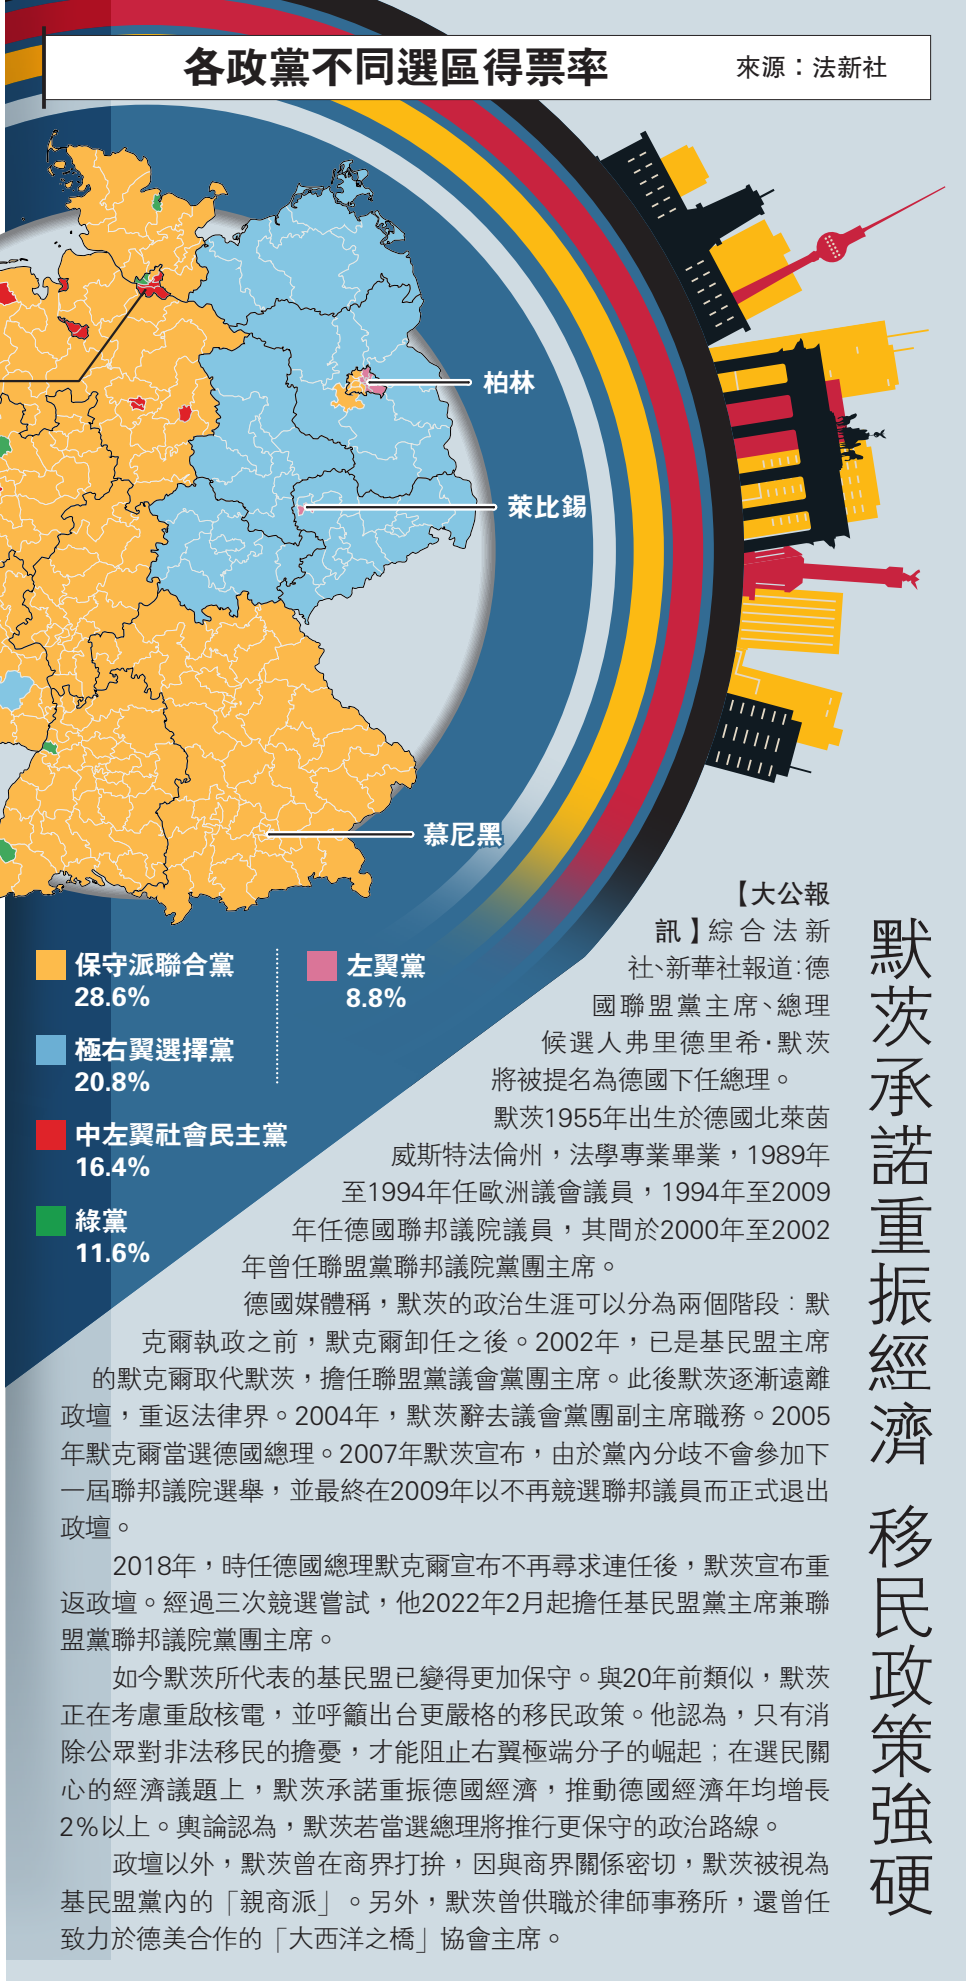 各政黨不同選區得票率
來源：法新社
柏林
萊比錫
慕尼黑
保守派聯合黨
28.6%
極右翼選擇黨
20.8%
中左翼社會民主黨
16.4%
綠黨
11.6%
左翼黨
8.8%
默茨承諾重振經濟 移民政策強硬
【大公報
訊】綜合法新
社、新華社報道：德
國聯盟黨主席、總理
候選人弗里德里希·默茨
將被提名為德國下任總理。
默茨1955年出生於德國北萊茵
威斯特法倫州，法學專業畢業，1989年
至1994年任歐洲議會議員，1994年至2009
年任德國聯邦議院議員，其間於2000年至2002
年曾任聯盟黨聯邦議院黨團主席。
德國媒體稱，默茨的政治生涯可以分為兩個階段：默
克爾執政之前，默克爾卸任之後。2002年，已是基民盟主席
的默克爾取代默茨，擔任聯盟黨議會黨團主席。此後默茨逐漸遠離
政壇，重返法律界。2004年，默茨辭去議會黨團副主席職務。2005
年默克爾當選德國總理。2007年默茨宣布，由於黨內分歧不會參加下
一屆聯邦議院選舉，並最終在2009年以不再競選聯邦議員而正式退出
政壇。
2018年，時任德國總理默克爾宣布不再尋求連任後，默茨宣布重
返政壇。經過三次競選嘗試，他2022年2月起擔任基民盟黨主席兼聯
盟黨聯邦議院黨團主席。
如今默茨所代表的基民盟已變得更加保守。與20年前類似，默茨
正在考慮重啟核電，並呼籲出台更嚴格的移民政策。他認為，只有消
除公眾對非法移民的擔憂，才能阻止右翼極端分子的崛起；在選民關
心的經濟議題上，默茨承諾重振德國經濟，推動德國經濟年均增長
2%以上。輿論認為，默茨若當選總理將推行更保守的政治路線。
政壇以外，默茨曾在商界打拚，因與商界關係密切，默茨被視為
基民盟黨內的「親商派」。另外，默茨曾供職於律師事務所，還曾任
致力於德美合作的「大西洋之橋」協會主席。